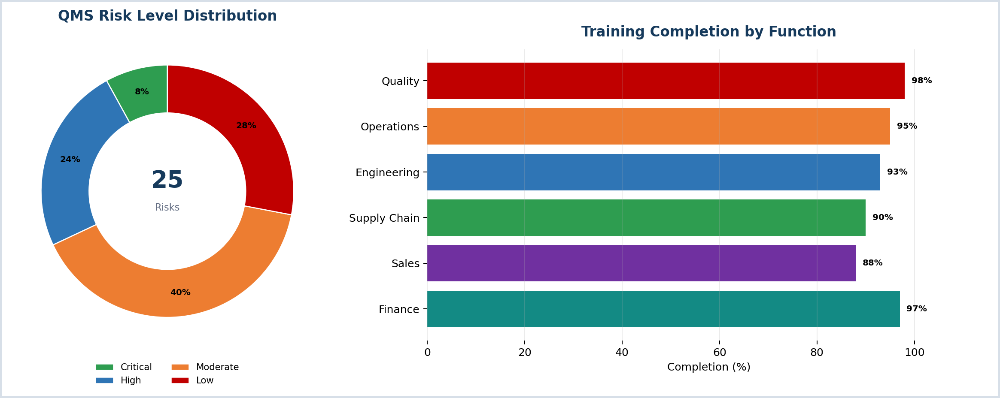 QMS Risk Level Distribution
8%
28%
24%
25
Risks
40%
Critical
High
Moderate
Low
Training Completion by Function
Quality
98%
Operations
95%
Engineering
93%
Supply Chain
90%
Sales
88%
Finance
97%
0 20 40 60 80 100
Completion (%)